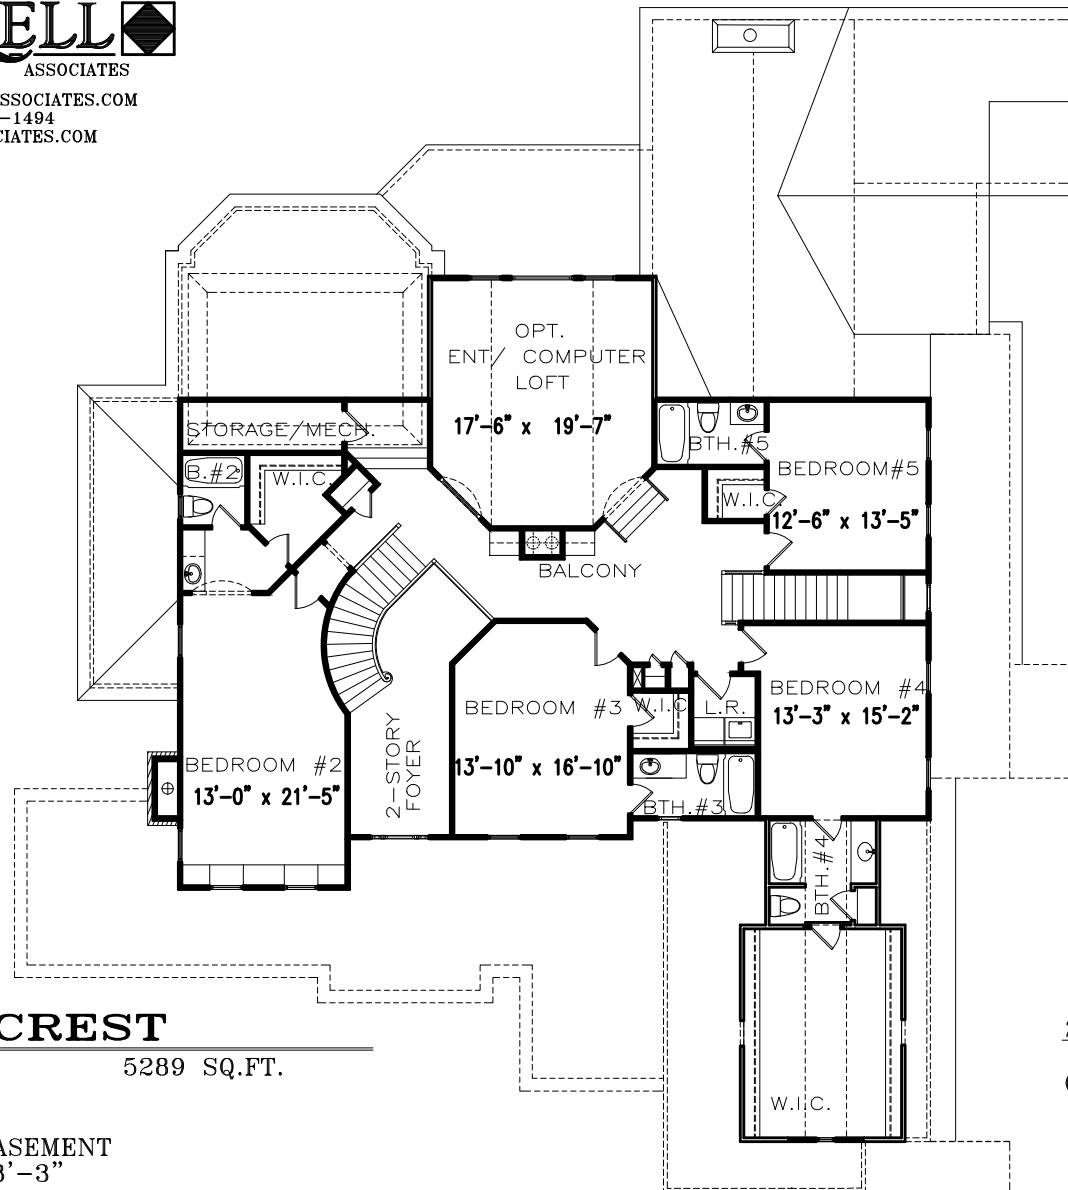 ELL
ASSOCIATES
SSOCIATES.COM
-1494
CIATES.COM
OPT.
ENT/ COMPUTER
LOFT
17'-6" x 19'-7"
STORAGE/MECH.
BTH.#5
BEDROOM#5
12'-6" x 13'-5"
B.#2
W.I.C.
W.I.C.
BALCONY
BEDROOM #3
13'-10" x 16'-10"
W.I.C
L.R.
BEDROOM #4
13'-3" x 15'-2"
BEDROOM #2
13'-0" x 21'-5"
2-STORY
FOYER
BTH.#3
BTH.#4
W.I.C.
CREST
5289 SQ.FT.
ASEMENT
3'-3"